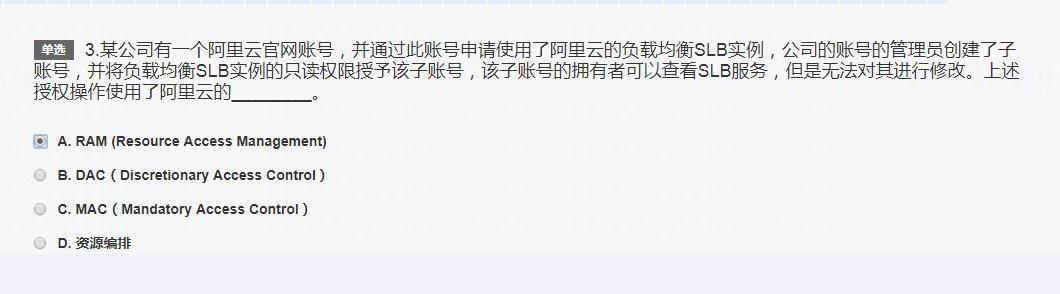 单选 3.某公司有一个阿里云官网账号，并通过此账号申请使用了阿里云的负载均衡SLB实例，公司的账号的管理员创建了子
账号，并将负载均衡SLB实例的只读权限授予该子账号，该子账号的拥有者可以查看SLB服务，但是无法对其进行修改。上述
授权操作使用了阿里云的________。
A. RAM (Resource Access Management)
B. DAC（Discretionary Access Control）
C. MAC（Mandatory Access Control）
D. 资源编排